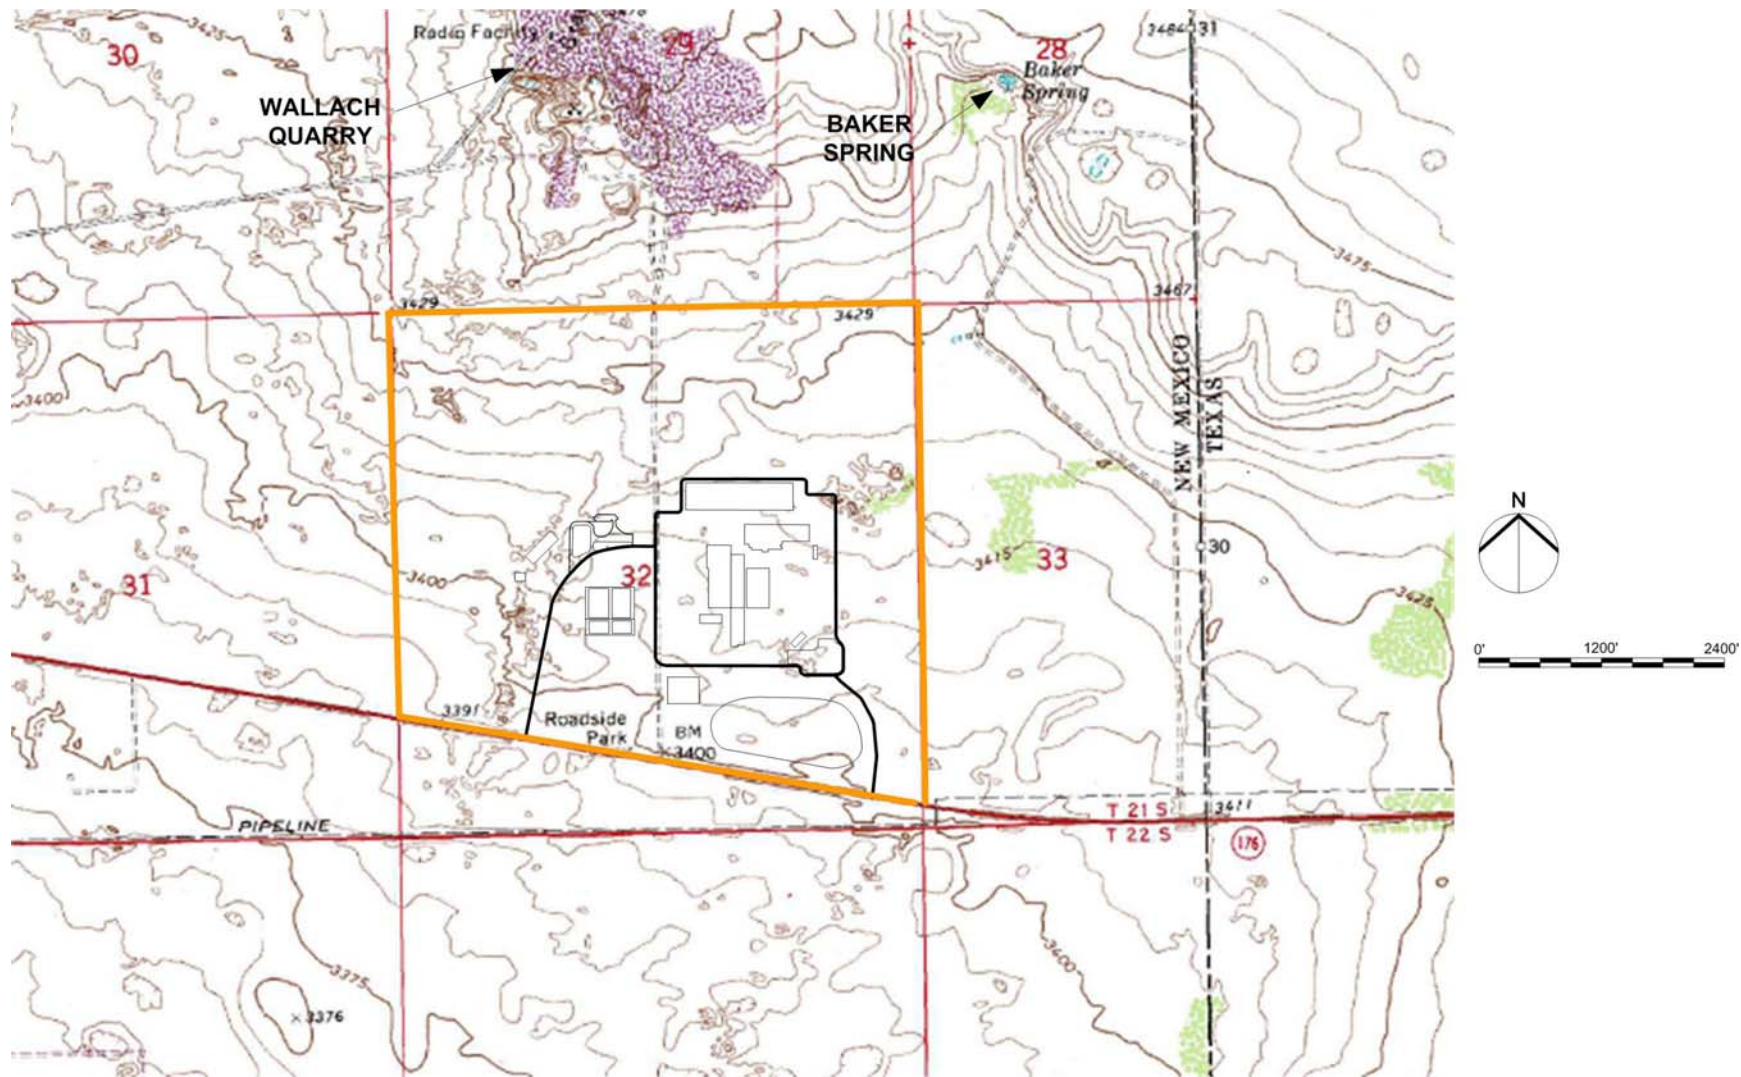 3425
Radio Facility
3484
31
30
29
28
Baker
Spring
WALLACH
QUARRY
BAKER
SPRING
3475
3429
3429
3467
NEW MEXICO
TEXAS
3400
N
3415
33
30
3400
32
31
3425
0'
1200'
2400'
3391
Roadside
Park
BM
3400
T 21 S
3411
PIPELINE
T 22 S
176
3400
3375
3376